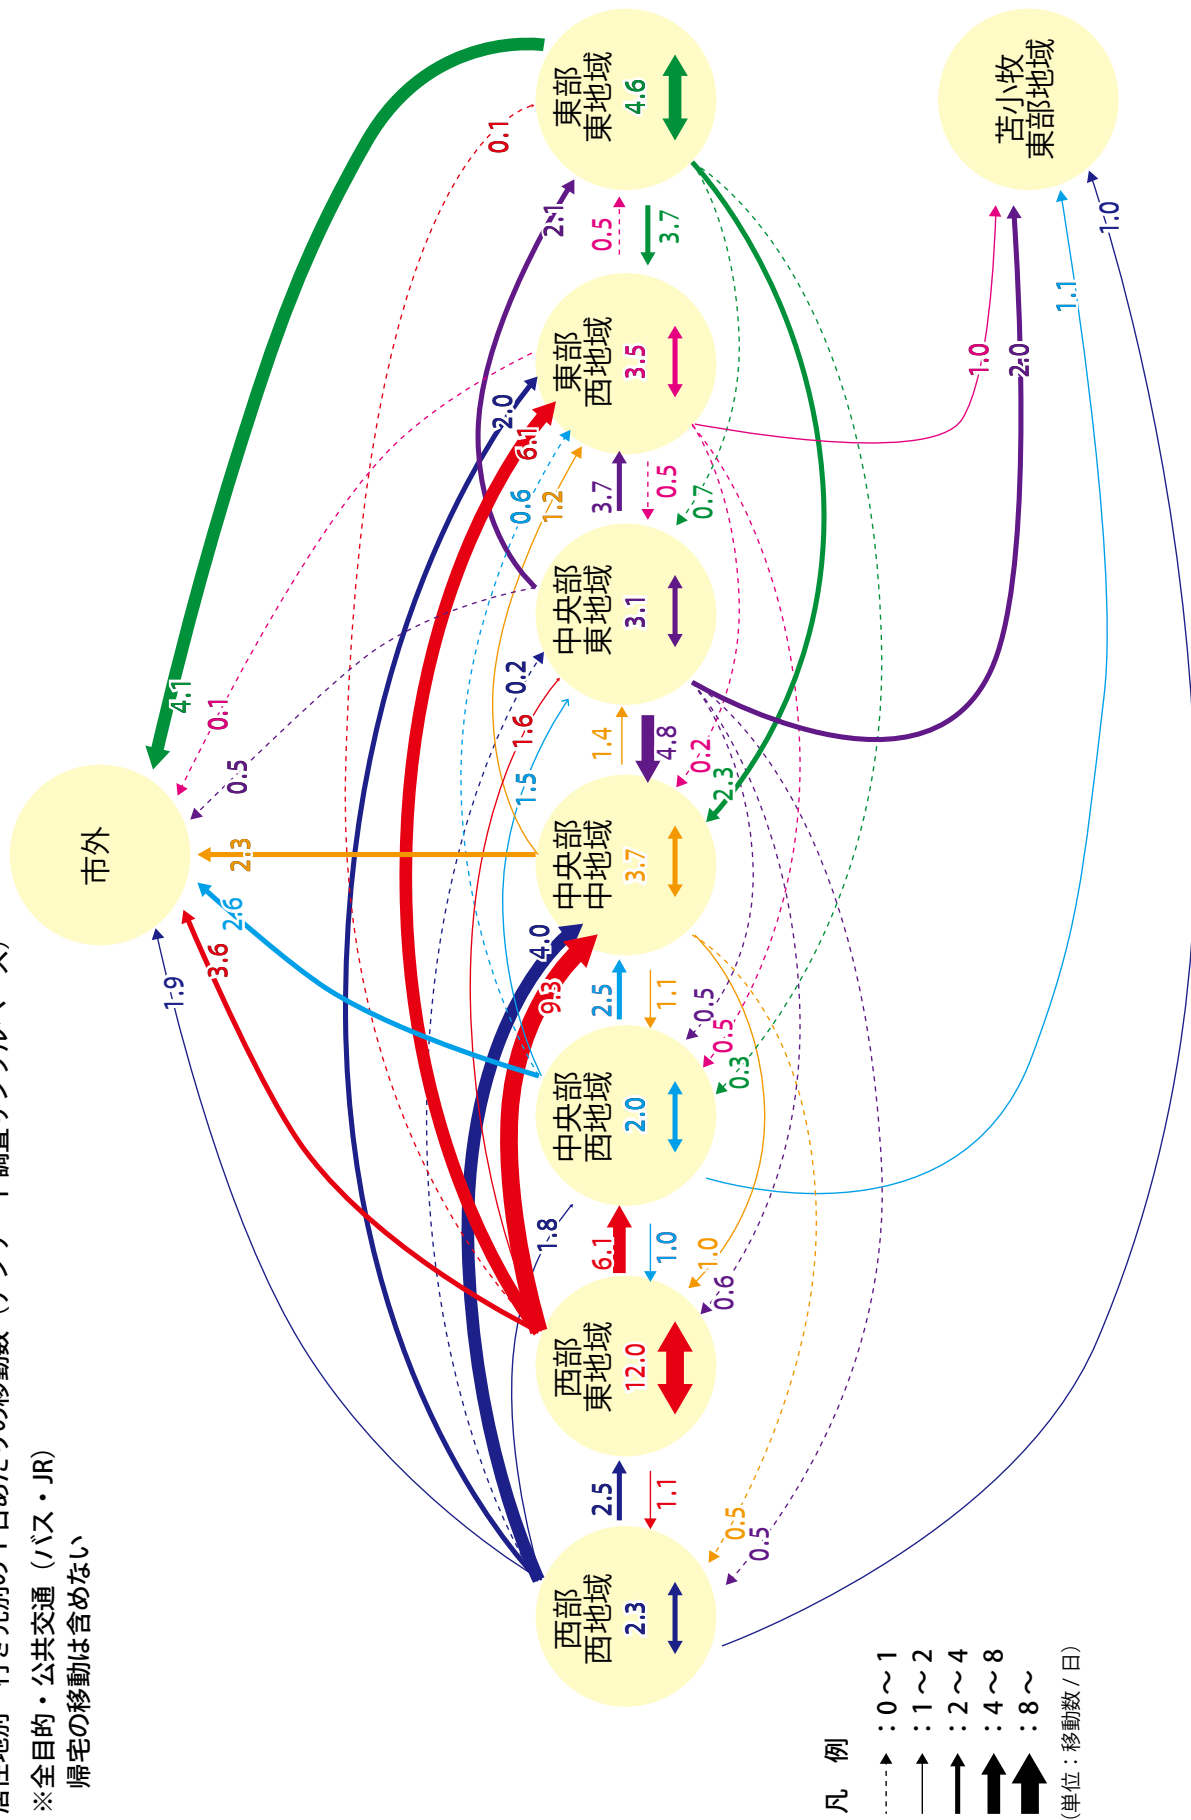 ※全目的・公共交通（バス・JR）
帰宅の移動は含めない
市外
1.9
3.6
2.6
2.3
0.5
0.1
4.1
0.1
西部
西地域
2.3
2.5
1.1
西部
東地域
12.0
6.1
1.0
1.8
中央部
西地域
2.0
2.5
1.1
9.3
4.0
中央部
中地域
3.7
1.4
4.8
1.5
1.6
0.2
中央部
東地域
3.1
3.7
0.5
0.6
1.2
6.1
2.0
東部
西地域
3.5
0.5
3.7
2.1
東部
東地域
4.6
0.5
0.5
0.6
1.0
0.3
0.5
0.5
2.3
0.2
0.7
1.0
2.0
1.1
1.0
苫小牧
東部地域
凡 例
：0～1
：1～2
：2～4
：4～8
：8～
（単位：移動数 / 日）